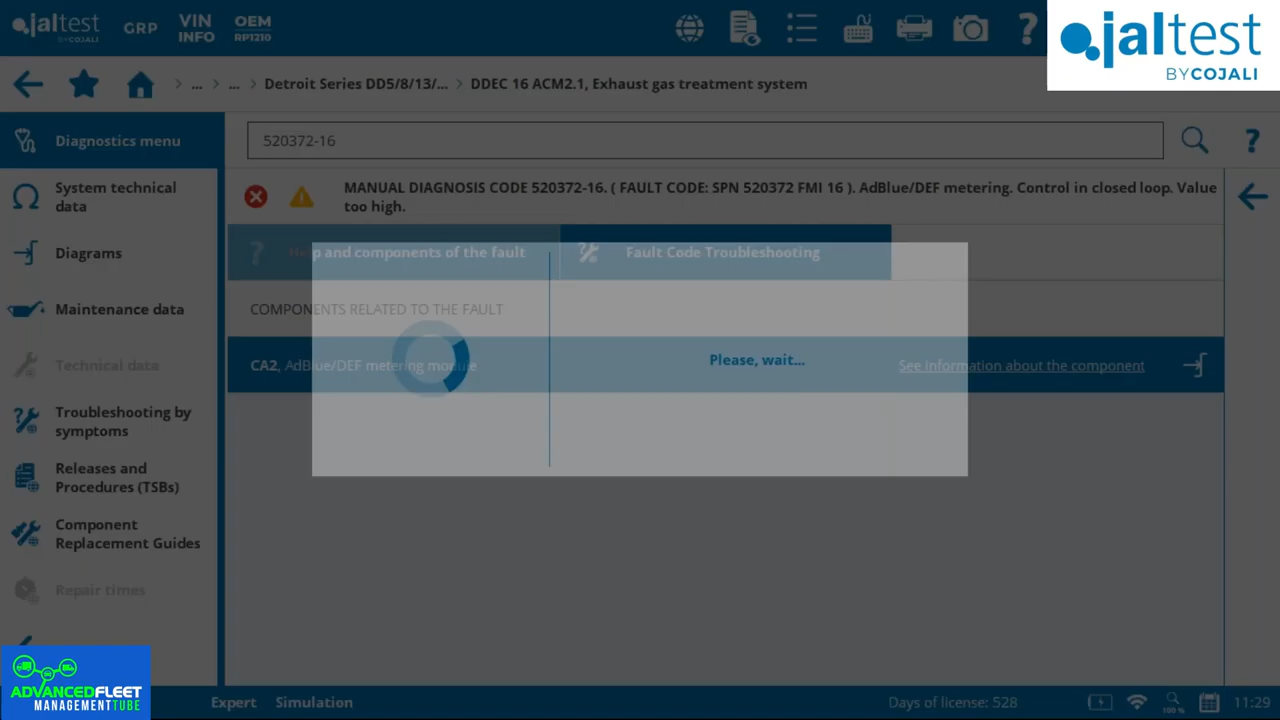 jaltest
BY COJALI
GRP
VIN
INFO
OEM
RP1210
?
jaltest
BY COJALI
... > ... > Detroit Series DD5/8/13/... > DDEC 16 ACM2.1, Exhaust gas treatment system
Diagnostics menu
520372-16
?
System technical
data
MANUAL DIAGNOSIS CODE 520372-16. ( FAULT CODE: SPN 520372 FMI 16 ). AdBlue/DEF metering. Control in closed loop. Value
too high.
Diagrams
? Help and components of the fault
Fault Code Troubleshooting
Maintenance data
COMPONENTS RELATED TO THE FAULT
Technical data
CA2, AdBlue/DEF metering module
Please, wait...
See information about the component
Troubleshooting by
symptoms
Releases and
Procedures (TSBs)
Component
Replacement Guides
Repair times
ADVANCEDFLEET
MANAGEMENTTUBE
Expert
Simulation
Days of license: 528
100 %
11:29